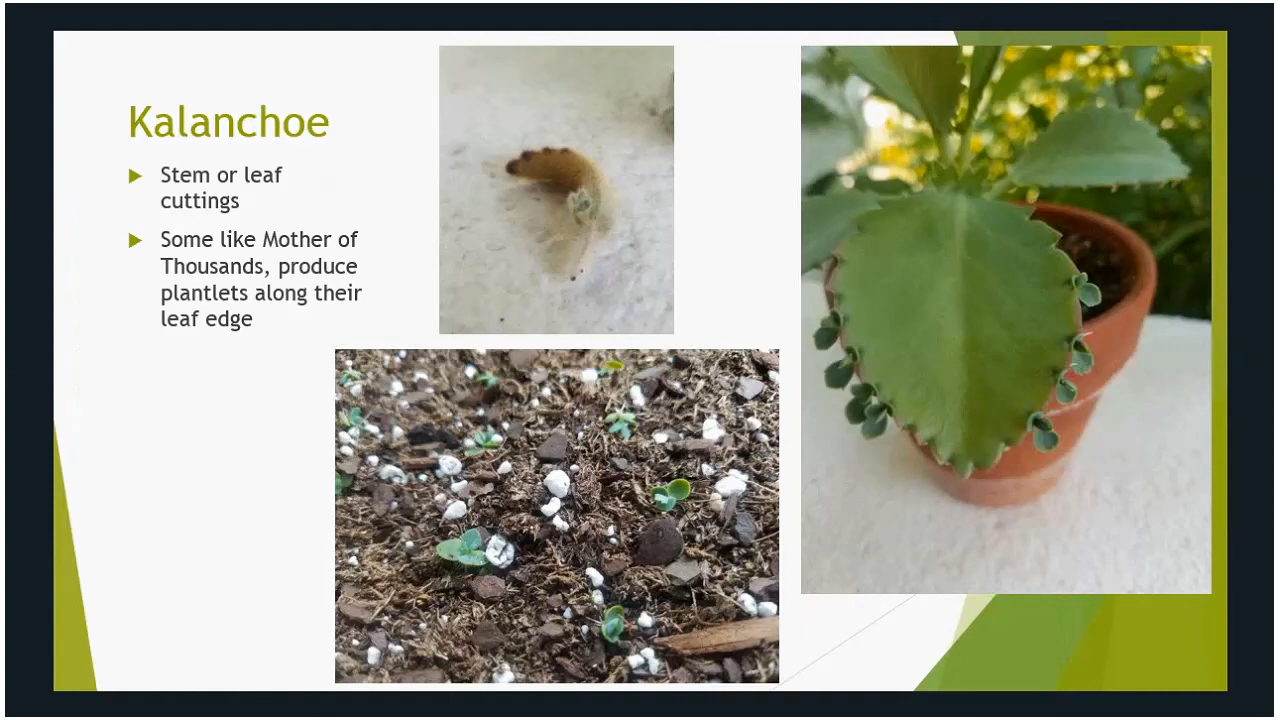 Kalanchoe
Stem or leaf
cuttings
Some like Mother of
Thousands, produce
plantlets along their
leaf edge